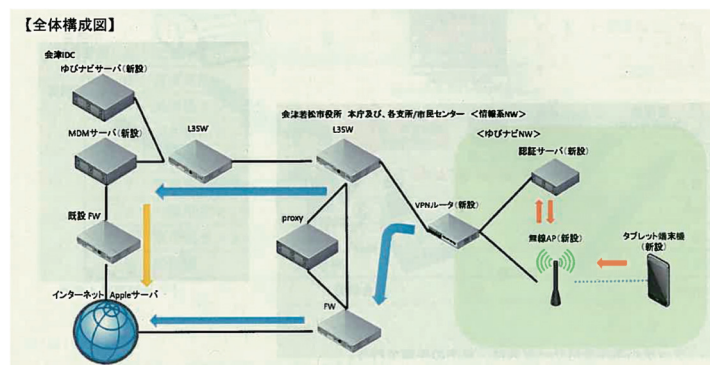 【全体構成図】
会津IDC
ゆびナビサーバ(新設)
MDMサーバ(新設)
L3SW
会津若松市役所 本庁及び、各支所/市民センター <情報系NW>
L3SW
<ゆびナビNW>
認証サーバ(新設)
既設 FW
proxy
VPNルータ(新設)
無線AP(新設)
タブレット端末機
(新設)
インターネット Appleサーバ
FW